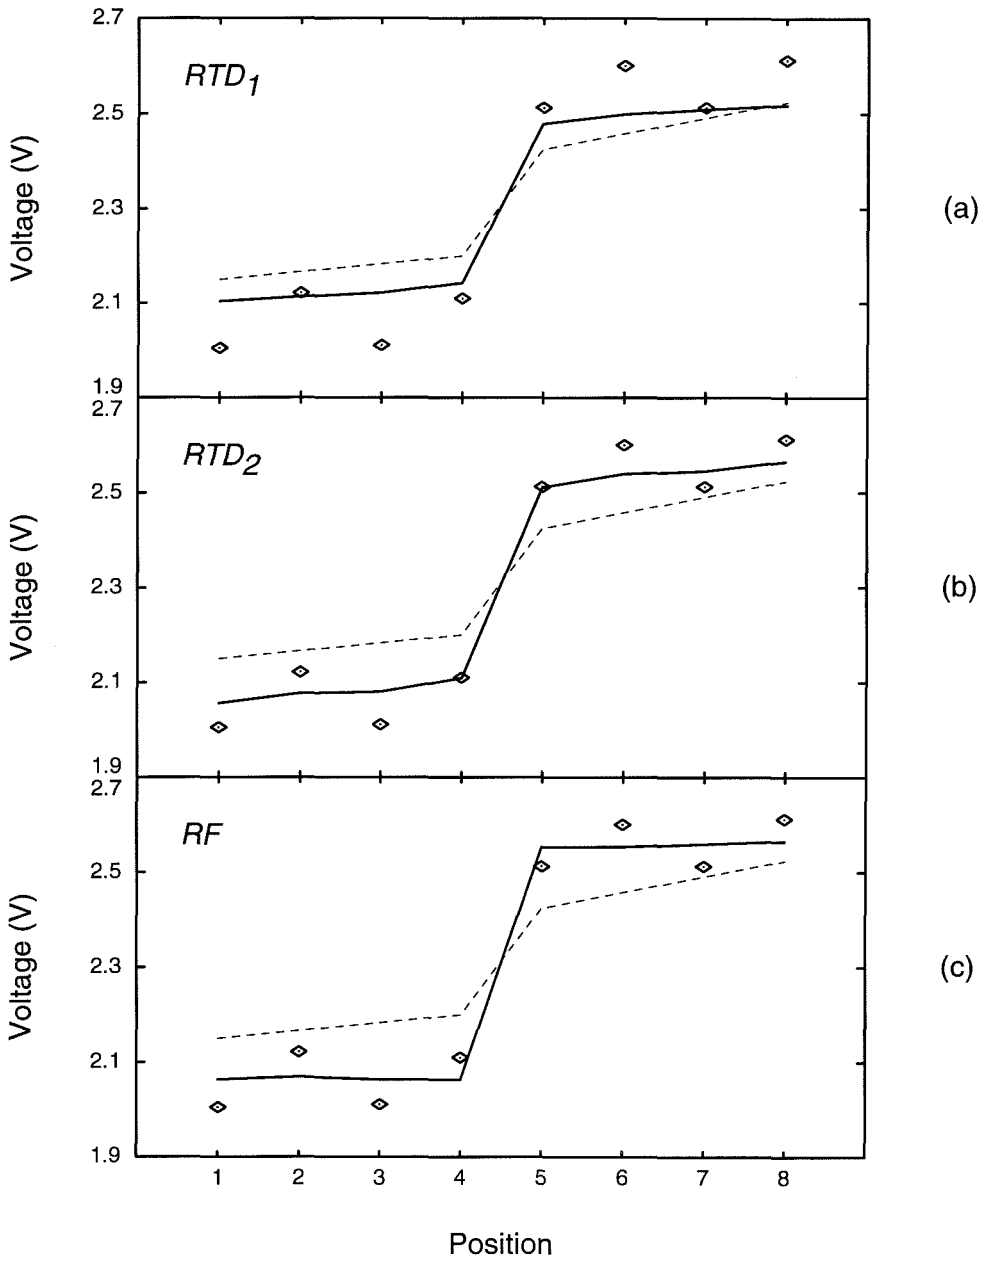 2.7
RTD1
2.5
Voltage (V)
2.3
(a)
2.1
1.9
2.7
RTD2
2.5
Voltage (V)
2.3
(b)
2.1
1.9
2.7
RF
2.5
Voltage (V)
2.3
(c)
2.1
1.9
1 2 3 4 5 6 7 8
Position